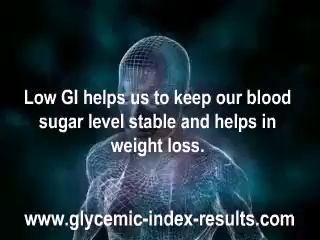 Low GI helps us to keep our blood
sugar level stable and helps in
weight loss.
www.glycemic-index-results.com